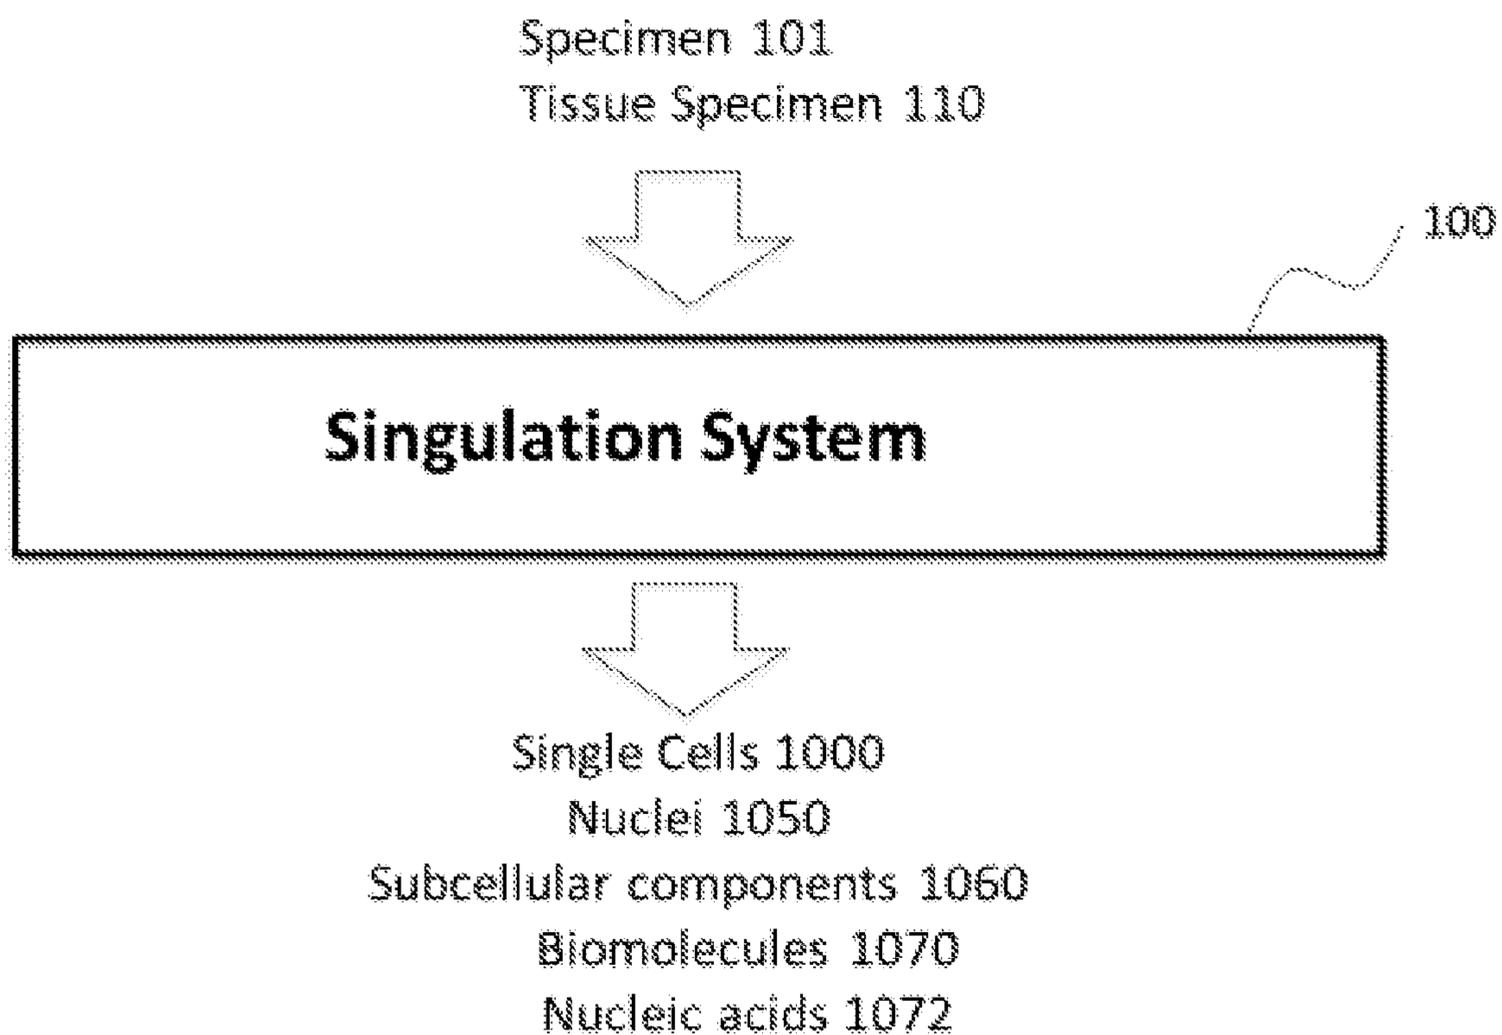 Specimen 101
Tissue Specimen 110
100
Singulation System
Single Cells 1000
Nuclei 1050
Subcellular components 1060
Biomolecules 1070
Nucleic acids 1072